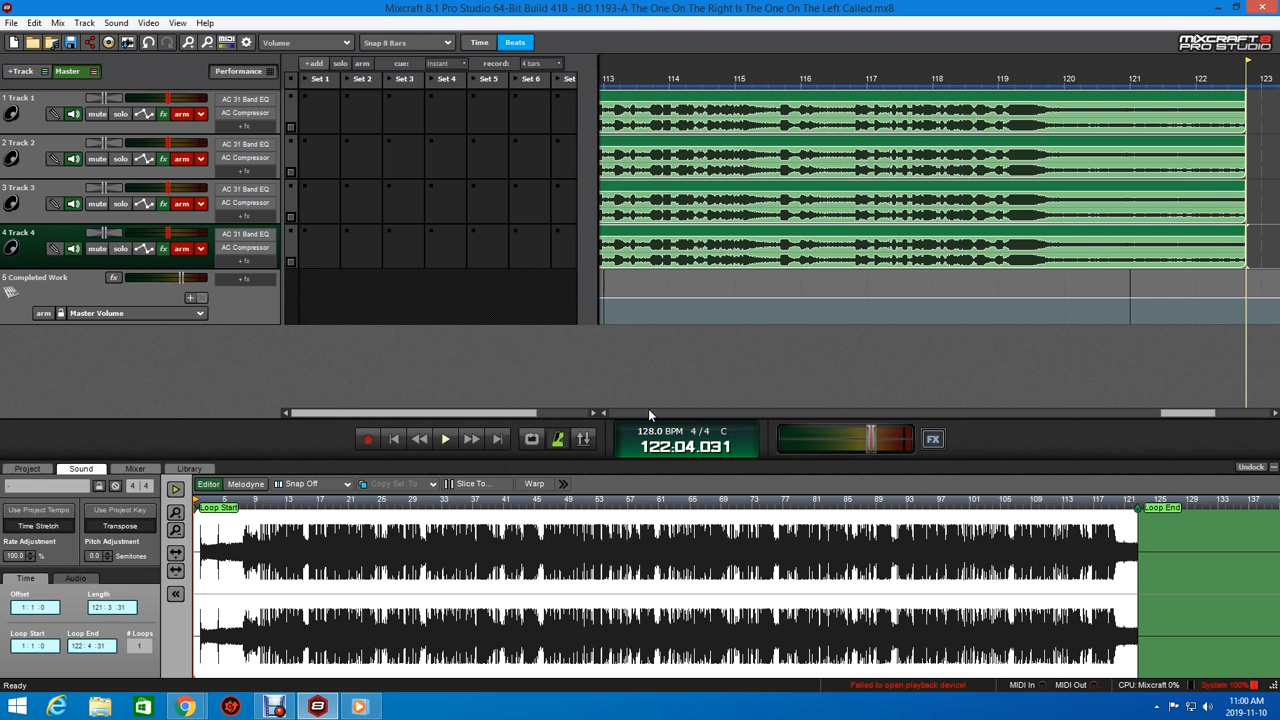 Mixcraft 8.1 Pro Studio 64-Bit Build 418 - BO 1193-A The One On The Right Is The One On The Left Called.mx8
File Edit Mix Track Sound Video View Help
Volume Snap 8 Bars Time Beats MIXCRAFT 8 PRO STUDIO
+Track Master Performance +add solo arm cue: Instant record: 4 bars
Set 1 Set 2 Set 3 Set 4 Set 5 Set 6 Set 113 114 115 116 117 118 119 120 121 122 123
1 Track 1 AC 31 Band EQ
mute solo fx arm AC Compressor
+ fx
2 Track 2 AC 31 Band EQ
mute solo fx arm AC Compressor
+ fx
3 Track 3 AC 31 Band EQ
mute solo fx arm AC Compressor
+ fx
4 Track 4 AC 31 Band EQ
mute solo fx arm AC Compressor
+ fx
5 Completed Work fx + fx
arm Master Volume
128.0 BPM 4 / 4 C
122:04.031 FX
Project Sound Mixer Library Undock
- 4 4 Editor Melodyne Snap Off Copy Sel. To Slice To... Warp
5 9 13 17 21 25 29 33 37 41 45 49 53 57 61 65 69 73 77 81 85 89 93 97 101 105 109 113 117 121 125 129 133 137
Loop Start Loop End
Use Project Tempo Use Project Key
Time Stretch Transpose
Rate Adjustment Pitch Adjustment
100.0 % 0.0 Semitones
Time Audio
Offset Length
1 : 1 : 0 121 : 3 : 31
Loop Start Loop End # Loops
1 : 1 : 0 122 : 4 : 31 1
Ready Failed to open playback device! MIDI In MIDI Out CPU: Mixcraft 0% System 100%
11:00 AM
2019-11-10